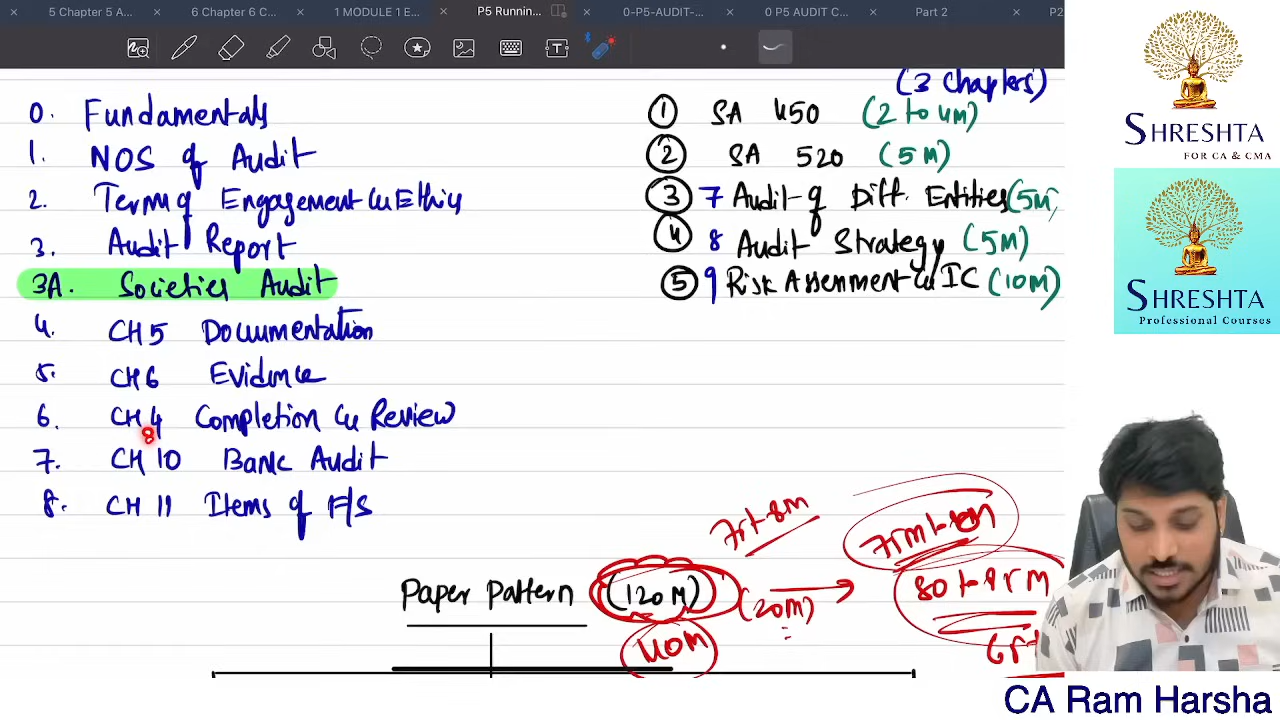 5 Chapter 5 A...
6 Chapter 6 C...
1 MODULE 1 E...
P5 Runnin...
0-P5-AUDIT-...
0 P5 AUDIT C...
Part 2
P2
(3 Chapters)
0. Fundamentals
1. NOS of Audit
2. Term of Engagement & Ethics
3. Audit Report
3A. Societies Audit
4. CH 5 Documentation
5. CH 6 Evidence
6. CH 4 Completion & Review
8
7. CH 10 Bank Audit
8. CH 11 Items of F/S
① SA 450 (2 to 4M)
② SA 520 (5M)
③ 7 Audit of Diff. Entities (5M)
④ 8 Audit Strategy (5M)
⑤ 9 Risk Assessment & IC (10M)
Paper Pattern (120M) (20M)
40M
SHRESHTA
FOR CA & CMA
SHRESHTA
Professional Courses
CA Ram Harsha